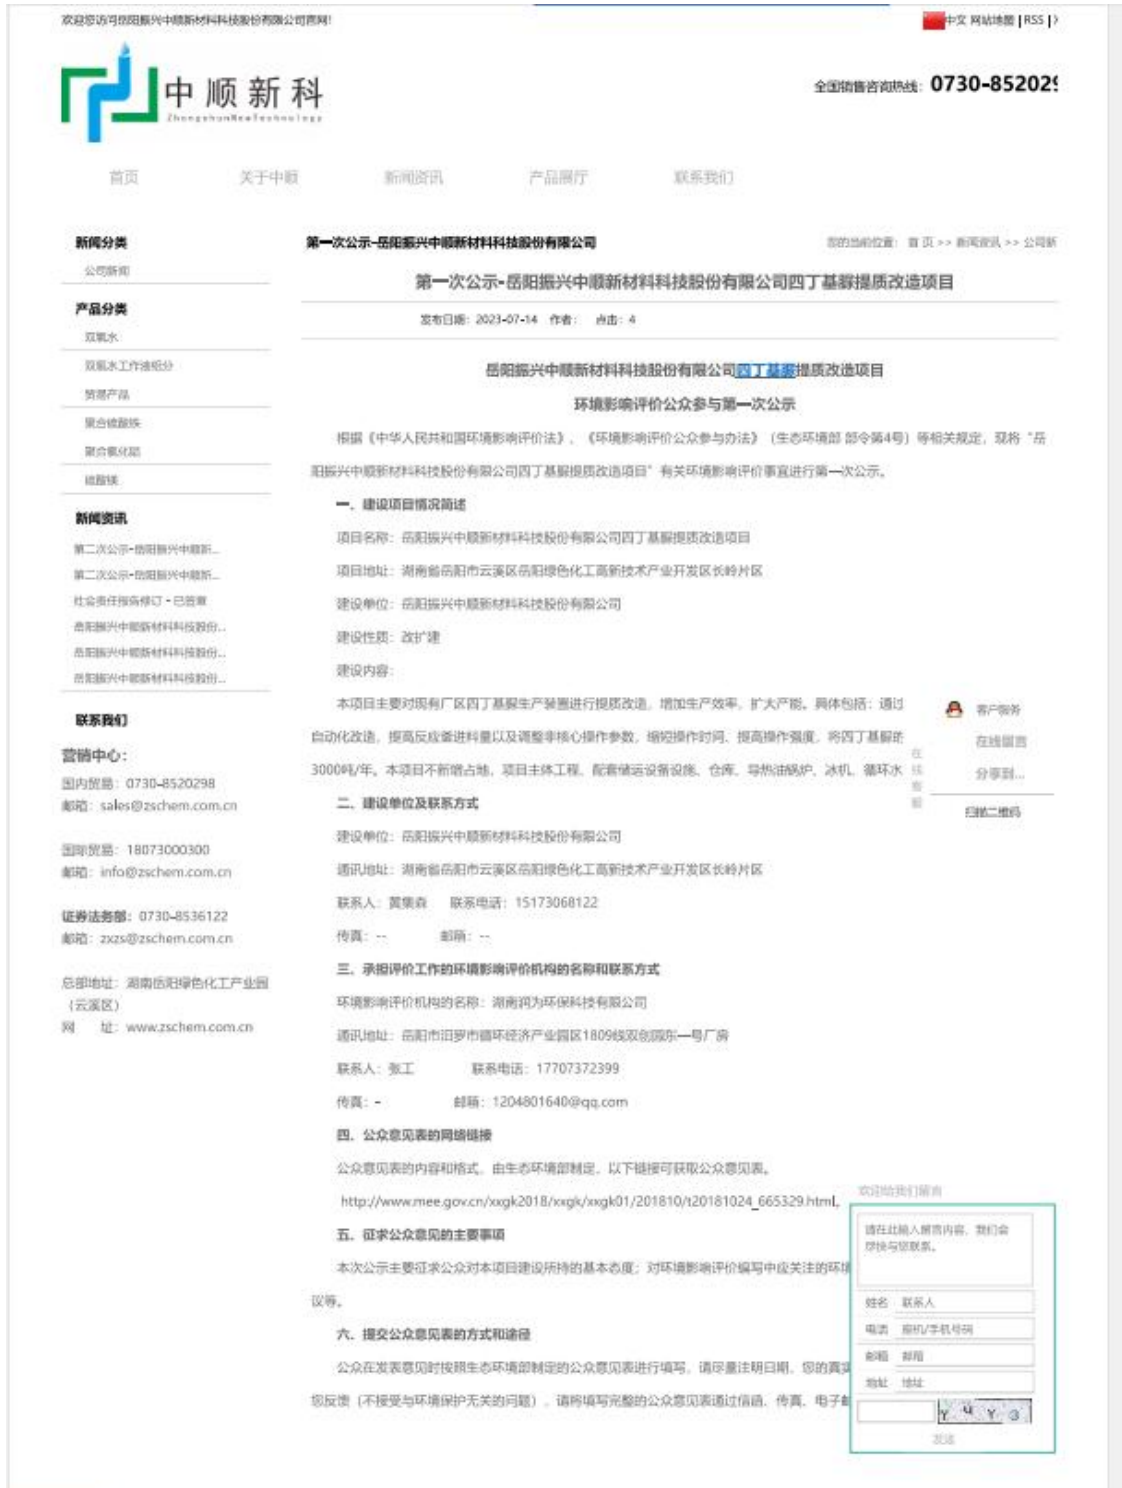 欢迎您访问岳阳振兴中顺新材料科技股份有限公司官网!
中文 网站地图 | RSS |
中顺新科
ZhongshunNewTechnology
全国销售咨询热线: 0730-852029
首页 关于中顺 新闻资讯 产品展厅 联系我们
新闻分类
公司新闻
产品分类
双氧水
双氧水工作液组分
贸易产品
聚合硫酸铁
聚合氯化铝
硫酸镁
新闻资讯
第二次公示-岳阳振兴中顺新...
第二次公示-岳阳振兴中顺新...
社会责任报告修订 - 已签章
岳阳振兴中顺新材料科技股份...
岳阳振兴中顺新材料科技股份...
岳阳振兴中顺新材料科技股份...
联系我们
营销中心:
国内贸易: 0730-8520298
邮箱: sales@zschem.com.cn
国际贸易: 18073000300
邮箱: info@zschem.com.cn
证券法务部: 0730-8536122
邮箱: zxzs@zschem.com.cn
总部地址: 湖南岳阳绿色化工产业园
(云溪区)
网 址: www.zschem.com.cn
第一次公示-岳阳振兴中顺新材料科技股份有限公司
您的当前位置: 首 页 >> 新闻资讯 >> 公司新
第一次公示-岳阳振兴中顺新材料科技股份有限公司四丁基脲提质改造项目
发布日期: 2023-07-14 作者: 点击: 4
岳阳振兴中顺新材料科技股份有限公司四丁基脲提质改造项目
环境影响评价公众参与第一次公示
根据《中华人民共和国环境影响评价法》、《环境影响评价公众参与办法》(生态环境部 部令第4号) 等相关规定, 现将“岳
阳振兴中顺新材料科技股份有限公司四丁基脲提质改造项目”有关环境影响评价事宜进行第一次公示。
一、建设项目情况简述
项目名称: 岳阳振兴中顺新材料科技股份有限公司四丁基脲提质改造项目
项目地址: 湖南省岳阳市云溪区岳阳绿色化工高新技术产业开发区长岭片区
建设单位: 岳阳振兴中顺新材料科技股份有限公司
建设性质: 改扩建
建设内容:
本项目主要对现有厂区四丁基脲生产装置进行提质改造, 增加生产效率, 扩大产能。具体包括: 通过
自动化改造, 提高反应釜进料量以及调整非核心操作参数, 缩短操作时间、提高操作强度, 将四丁基脲
3000吨/年。本项目不新增占地, 项目主体工程、配套储运设备设施、仓库、导热油锅炉、冰机、循环水
二、建设单位及联系方式
建设单位: 岳阳振兴中顺新材料科技股份有限公司
通讯地址: 湖南省岳阳市云溪区岳阳绿色化工高新技术产业开发区长岭片区
联系人: 黄集森 联系电话: 15173068122
传真: -- 邮箱: --
三、承担评价工作的环境影响评价机构的名称和联系方式
环境影响评价机构的名称: 湖南润为环保科技有限公司
通讯地址: 岳阳市汨罗市循环经济产业园区1809线双创园东一号厂房
联系人: 张工 联系电话: 17707372399
传真: - 邮箱: 1204801640@qq.com
四、公众意见表的网络链接
公众意见表的内容和格式, 由生态环境部制定, 以下链接可获取公众意见表。
http://www.mee.gov.cn/xxgk2018/xxgk/xxgk01/201810/t20181024_665329.html。
五、征求公众意见的主要事项
本次公示主要征求公众对本项目建设所持的基本态度; 对环境影响评价编写中应关注的环境
议等。
六、提交公众意见表的方式和途径
公众在发表意见时按照生态环境部制定的公众意见表进行填写, 请尽量注明日期、您的真实
您反馈 (不接受与环境保护无关的问题) , 请将填写完整的公众意见表通过信函、传真、电子邮
在线客服
客户服务
在线留言
分享到...
扫描二维码
欢迎给我们留言
请在此输入留言内容, 我们会
尽快与您联系。
姓名 联系人
电话 座机/手机号码
邮箱 邮箱
地址 地址
Y 4 Y 3
发送